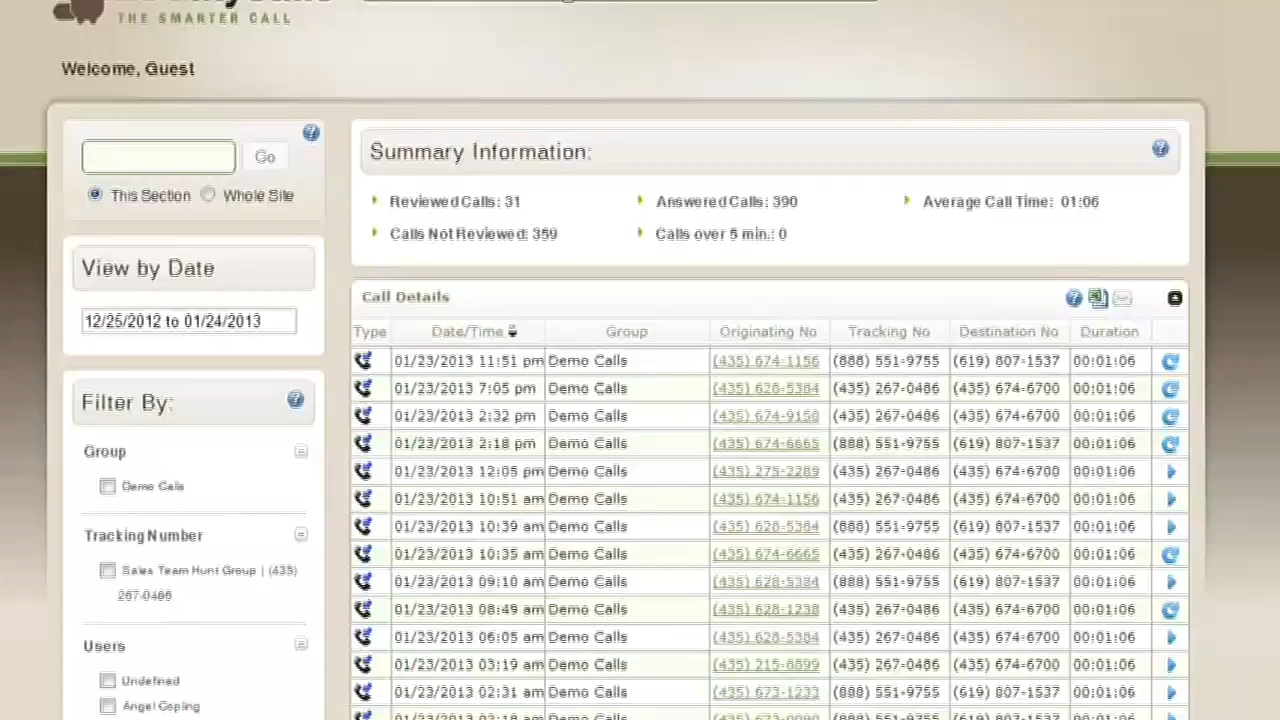 THE SMARTER CALL
Welcome, Guest
Go
This Section Whole Site
View by Date
12/25/2012 to 01/24/2013
Filter By:
Group
Demo Calls
Tracking Number
Sales Team Hunt Group | (435)
267-0486
Users
Undefined
Angel Coping
Summary Information:
Reviewed Calls: 31 Answered Calls: 390 Average Call Time: 01:06
Calls Not Reviewed: 359 Calls over 5 min.: 0
Call Details
Type Date/Time Group Originating No Tracking No Destination No Duration
01/23/2013 11:51 pm Demo Calls (435) 674-1156 (888) 551-9755 (619) 807-1537 00:01:06
01/23/2013 7:05 pm Demo Calls (435) 628-5384 (435) 267-0486 (435) 674-6700 00:01:06
01/23/2013 2:32 pm Demo Calls (435) 674-9158 (435) 267-0486 (435) 674-6700 00:01:06
01/23/2013 2:18 pm Demo Calls (435) 674-6665 (888) 551-9755 (619) 807-1537 00:01:06
01/23/2013 12:05 pm Demo Calls (435) 275-2239 (435) 267-0486 (435) 674-6700 00:01:06
01/23/2013 10:51 am Demo Calls (435) 674-1156 (435) 267-0486 (435) 674-6700 00:01:06
01/23/2013 10:39 am Demo Calls (435) 628-5384 (888) 551-9755 (619) 807-1537 00:01:06
01/23/2013 10:35 am Demo Calls (435) 674-6665 (435) 267-0486 (435) 674-6700 00:01:06
01/23/2013 09:10 am Demo Calls (435) 628-5384 (888) 551-9755 (619) 807-1537 00:01:06
01/23/2013 08:49 am Demo Calls (435) 628-1238 (435) 267-0486 (435) 674-6700 00:01:06
01/23/2013 06:05 am Demo Calls (435) 628-5384 (435) 267-0486 (435) 674-6700 00:01:06
01/23/2013 03:19 am Demo Calls (435) 215-8899 (435) 267-0486 (435) 674-6700 00:01:06
01/23/2013 02:31 am Demo Calls (435) 673-1233 (888) 551-9755 (619) 807-1537 00:01:06